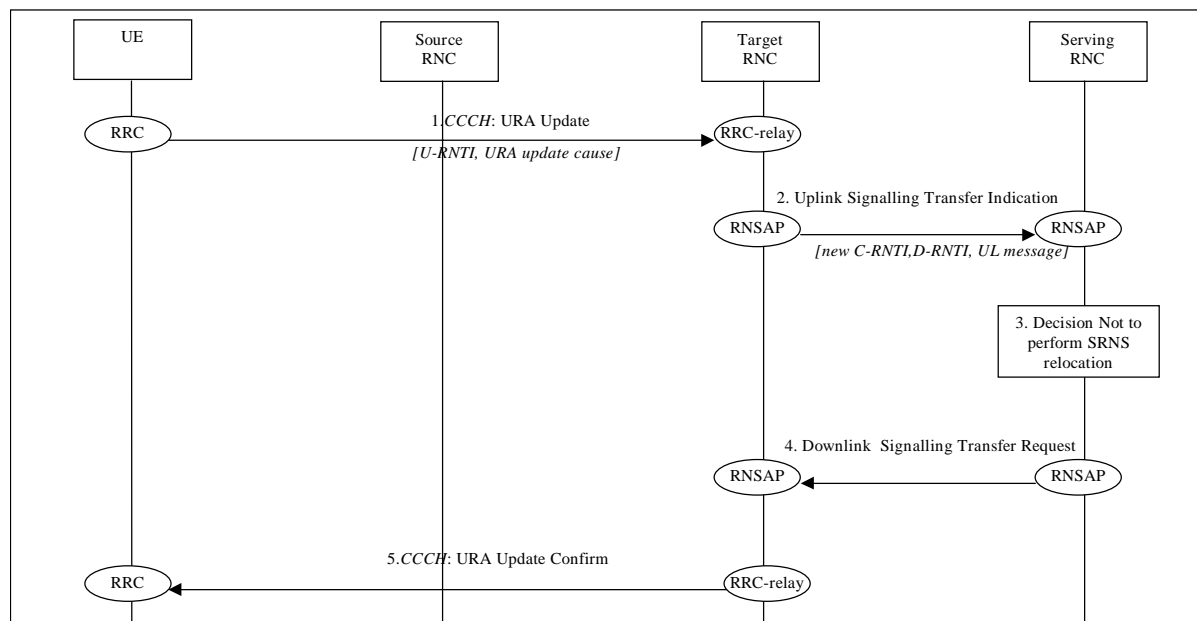 UE
Source
RNC
Target
RNC
Serving
RNC
1.CCCH: URA Update
RRC
RRC-relay
[U-RNTI, URA update cause]
2. Uplink Signalling Transfer Indication
RNSAP
RNSAP
[new C-RNTI,D-RNTI, UL message]
3. Decision Not to
perform SRNS
relocation
4. Downlink Signalling Transfer Request
RNSAP
RNSAP
5.CCCH: URA Update Confirm
RRC
RRC-relay